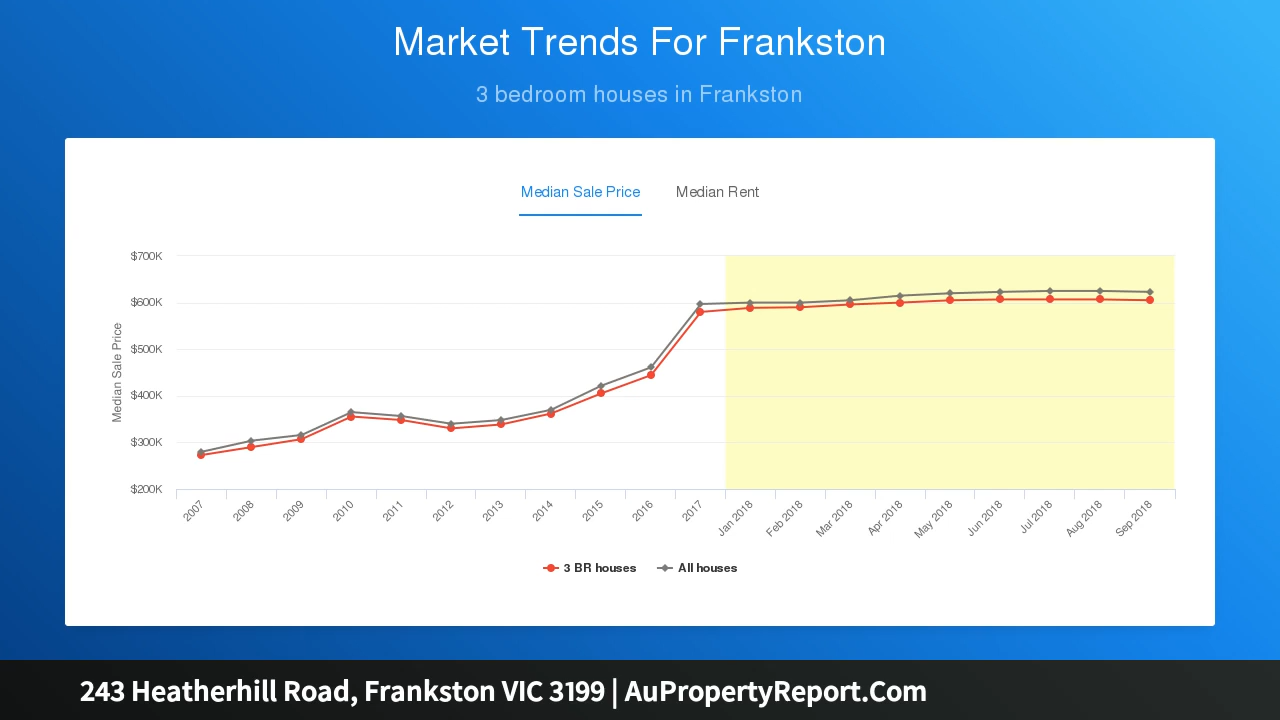 Market Trends For Frankston
3 bedroom houses in Frankston
Median Sale Price Median Rent
Median Sale Price
$700K
$600K
$500K
$400K
$300K
$200K
2007 2008 2009 2010 2011 2012 2013 2014 2015 2016 2017 Jan 2018 Feb 2018 Mar 2018 Apr 2018 May 2018 Jun 2018 Jul 2018 Aug 2018 Sep 2018
3 BR houses All houses
243 Heatherhill Road, Frankston VIC 3199 | AuPropertyReport.Com